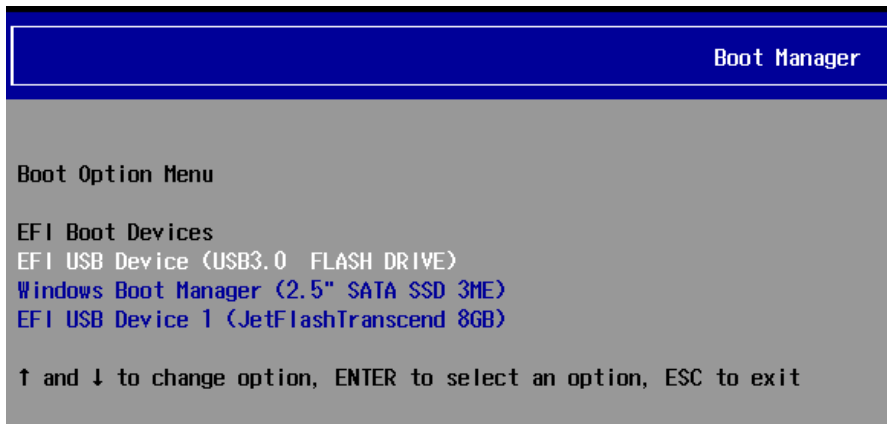 Boot Manager
Boot Option Menu
EFI Boot Devices
EFI USB Device (USB3.0  FLASH DRIVE)
Windows Boot Manager (2.5" SATA SSD 3ME)
EFI USB Device 1 (JetFlashTranscend 8GB)
↑ and ↓ to change option, ENTER to select an option, ESC to exit